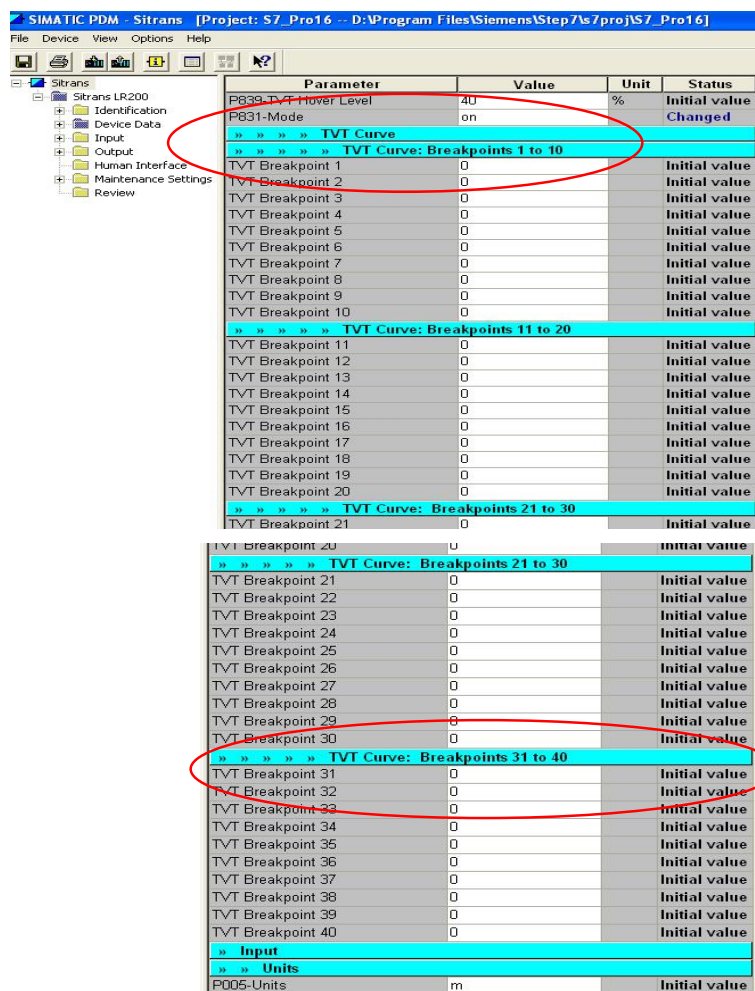 SIMATIC PDM - Sitrans [Project: S7_Pro16 -- D:\Program Files\Siemens\Step7\s7proj\S7_Pro16]
File Device View Options Help
Sitrans
Sitrans LR200
Identification
Device Data
Input
Output
Human Interface
Maintenance Settings
Review
Parameter Value Unit Status
P839-TVT Hover Level 40 % Initial value
P831-Mode on Changed
» » » » TVT Curve
» » » » » TVT Curve: Breakpoints 1 to 10
TVT Breakpoint 1 0 Initial value
TVT Breakpoint 2 0 Initial value
TVT Breakpoint 3 0 Initial value
TVT Breakpoint 4 0 Initial value
TVT Breakpoint 5 0 Initial value
TVT Breakpoint 6 0 Initial value
TVT Breakpoint 7 0 Initial value
TVT Breakpoint 8 0 Initial value
TVT Breakpoint 9 0 Initial value
TVT Breakpoint 10 0 Initial value
» » » » » TVT Curve: Breakpoints 11 to 20
TVT Breakpoint 11 0 Initial value
TVT Breakpoint 12 0 Initial value
TVT Breakpoint 13 0 Initial value
TVT Breakpoint 14 0 Initial value
TVT Breakpoint 15 0 Initial value
TVT Breakpoint 16 0 Initial value
TVT Breakpoint 17 0 Initial value
TVT Breakpoint 18 0 Initial value
TVT Breakpoint 19 0 Initial value
TVT Breakpoint 20 0 Initial value
» » » » » TVT Curve: Breakpoints 21 to 30
TVT Breakpoint 21 0 Initial value
TVT Breakpoint 20 0 Initial value
» » » » » TVT Curve: Breakpoints 21 to 30
TVT Breakpoint 21 0 Initial value
TVT Breakpoint 22 0 Initial value
TVT Breakpoint 23 0 Initial value
TVT Breakpoint 24 0 Initial value
TVT Breakpoint 25 0 Initial value
TVT Breakpoint 26 0 Initial value
TVT Breakpoint 27 0 Initial value
TVT Breakpoint 28 0 Initial value
TVT Breakpoint 29 0 Initial value
TVT Breakpoint 30 0 Initial value
» » » » » TVT Curve: Breakpoints 31 to 40
TVT Breakpoint 31 0 Initial value
TVT Breakpoint 32 0 Initial value
TVT Breakpoint 33 0 Initial value
TVT Breakpoint 34 0 Initial value
TVT Breakpoint 35 0 Initial value
TVT Breakpoint 36 0 Initial value
TVT Breakpoint 37 0 Initial value
TVT Breakpoint 38 0 Initial value
TVT Breakpoint 39 0 Initial value
TVT Breakpoint 40 0 Initial value
» Input
» » Units
P005-Units m Initial value